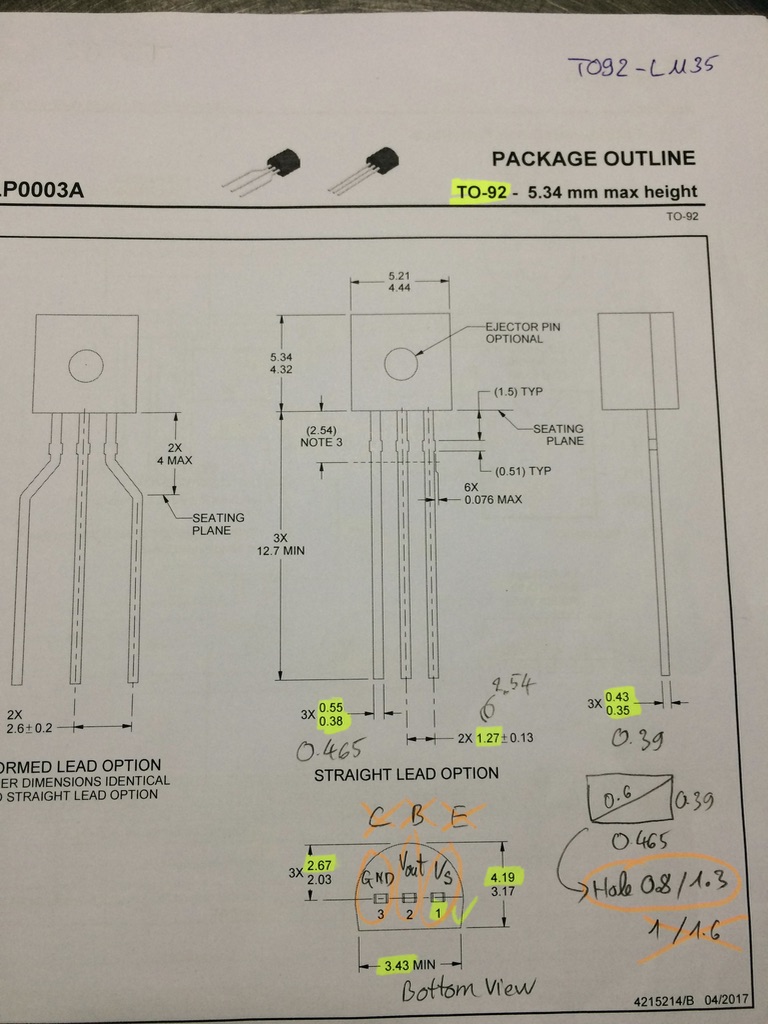 TO92-LM35
PACKAGE OUTLINE
LP0003A
TO-92 - 5.34 mm max height
TO-92
5.21
4.44
EJECTOR PIN
OPTIONAL
5.34
4.32
(1.5) TYP
(2.54)
NOTE 3
SEATING
PLANE
2X
4 MAX
(0.51) TYP
6X
0.076 MAX
SEATING
PLANE
3X
12.7 MIN
2.54
3X 0.55
0.38
3X 0.43
0.35
2X
2.6±0.2
2X 1.27±0.13
0.465
0.39
ORMED LEAD OPTION
ER DIMENSIONS IDENTICAL
O STRAIGHT LEAD OPTION
STRAIGHT LEAD OPTION
0.6
0.39
0.465
C B E
3X 2.67
2.03
GND Vout Vs
4.19
3.17
Hole 0.8/1.3
3 2 1
1/1.6
3.43 MIN
Bottom View
4215214/B 04/2017